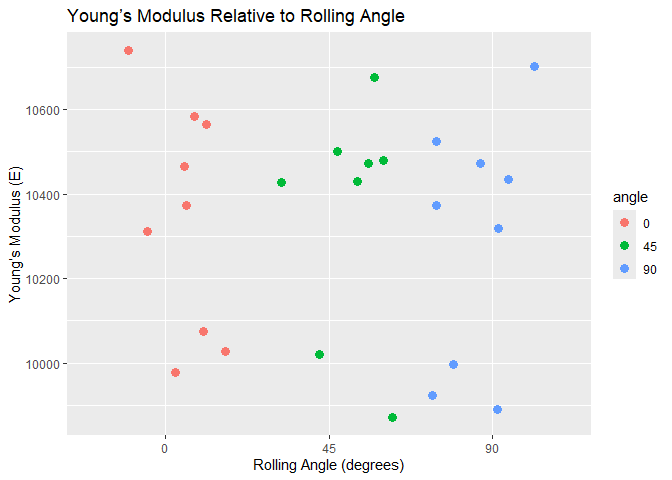 Young’s Modulus Relative to Rolling Angle
Young's Modulus (E)
10600
10400
10200
10000
0
45
90
Rolling Angle (degrees)
angle
0
45
90